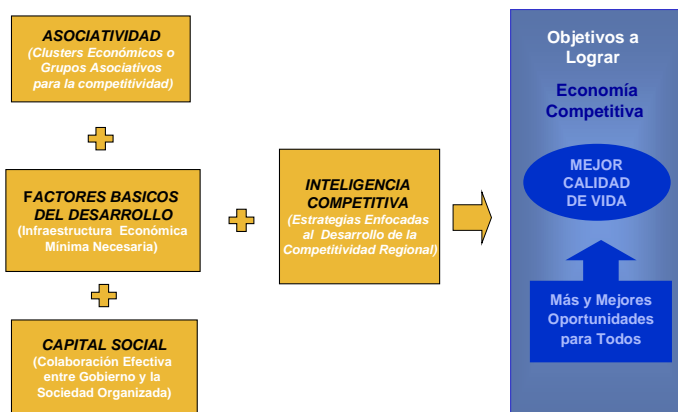 ASOCIATIVIDAD
(Clusters Económicos o
Grupos Asociativos
para la competitividad)
FACTORES BASICOS
DEL DESARROLLO
(Infraestructura Económica
Mínima Necesaria)
CAPITAL SOCIAL
(Colaboración Efectiva
entre Gobierno y la
Sociedad Organizada)
INTELIGENCIA
COMPETITIVA
(Estrategias Enfocadas
al Desarrollo de la
Competitividad Regional)
Objetivos a
Lograr
Economía
Competitiva
MEJOR
CALIDAD
DE VIDA
Más y Mejores
Oportunidades
para Todos